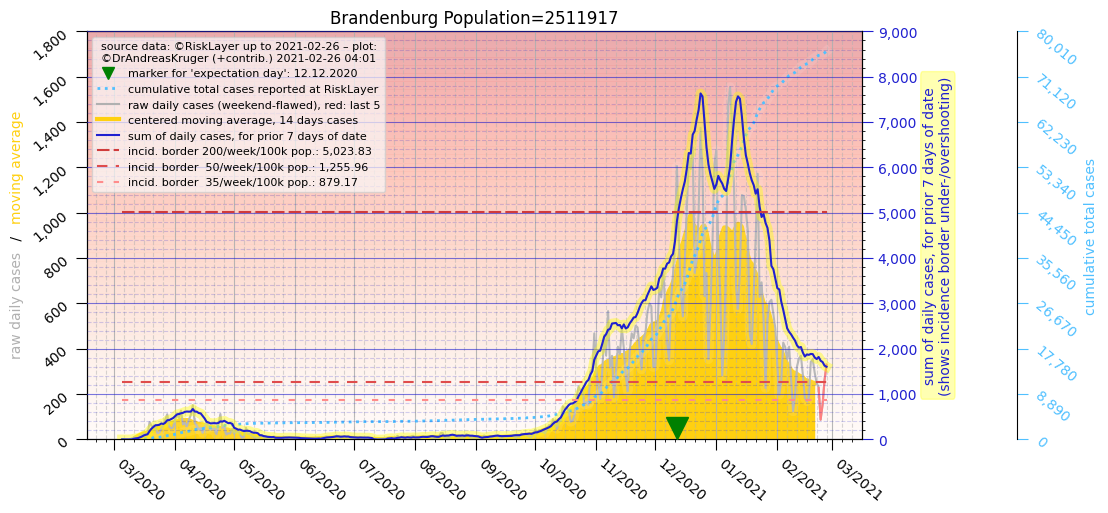 Brandenburg Population=2511917
source data: ©RiskLayer up to 2021-02-26 – plot:
©DrAndreasKruger (+contrib.) 2021-02-26 04:01
marker for 'expectation day': 12.12.2020
cumulative total cases reported at RiskLayer
raw daily cases (weekend-flawed), red: last 5
centered moving average, 14 days cases
sum of daily cases, for prior 7 days of date
incid. border 200/week/100k pop.: 5,023.83
incid. border  50/week/100k pop.: 1,255.96
incid. border  35/week/100k pop.: 879.17
raw daily cases / moving average
1,800
1,600
1,400
1,200
1,000
800
600
400
200
0
03/2020
04/2020
05/2020
06/2020
07/2020
08/2020
09/2020
10/2020
11/2020
12/2020
01/2021
02/2021
03/2021
9,000
8,000
7,000
6,000
5,000
4,000
3,000
2,000
1,000
0
sum of daily cases, for prior 7 days of date
(shows incidence border under-/overshooting)
80,010
71,120
62,230
53,340
44,450
35,560
26,670
17,780
8,890
0
cumulative total cases